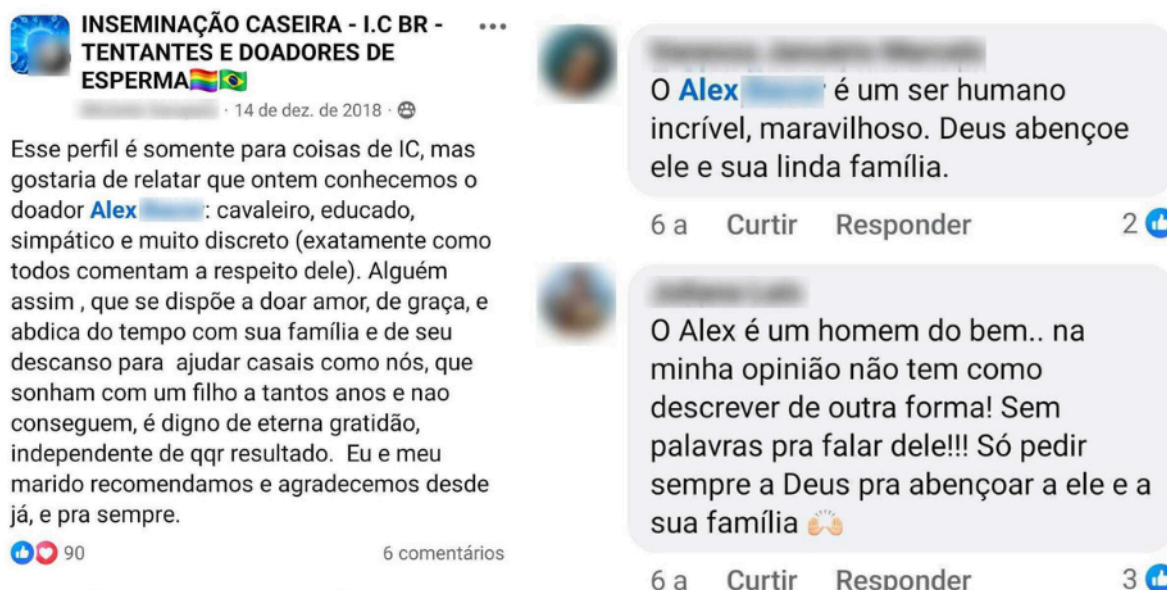 INSEMINAÇÃO CASEIRA - I.C BR -
TENTANTES E DOADORES DE
ESPERMA🏳️‍🌈🇧🇷
· 14 de dez. de 2018 ·
Esse perfil é somente para coisas de IC, mas
gostaria de relatar que ontem conhecemos o
doador Alex : cavaleiro, educado,
simpático e muito discreto (exatamente como
todos comentam a respeito dele). Alguém
assim , que se dispõe a doar amor, de graça, e
abdica do tempo com sua família e de seu
descanso para ajudar casais como nós, que
sonham com um filho a tantos anos e nao
conseguem, é digno de eterna gratidão,
independente de qqr resultado. Eu e meu
marido recomendamos e agradecemos desde
já, e pra sempre.
90
6 comentários
O Alex é um ser humano
incrível, maravilhoso. Deus abençoe
ele e sua linda família.
6 a Curtir Responder 2
O Alex é um homem do bem.. na
minha opinião não tem como
descrever de outra forma! Sem
palavras pra falar dele!!! Só pedir
sempre a Deus pra abençoar a ele e a
sua família 🙌🏻
6 a Curtir Responder 3